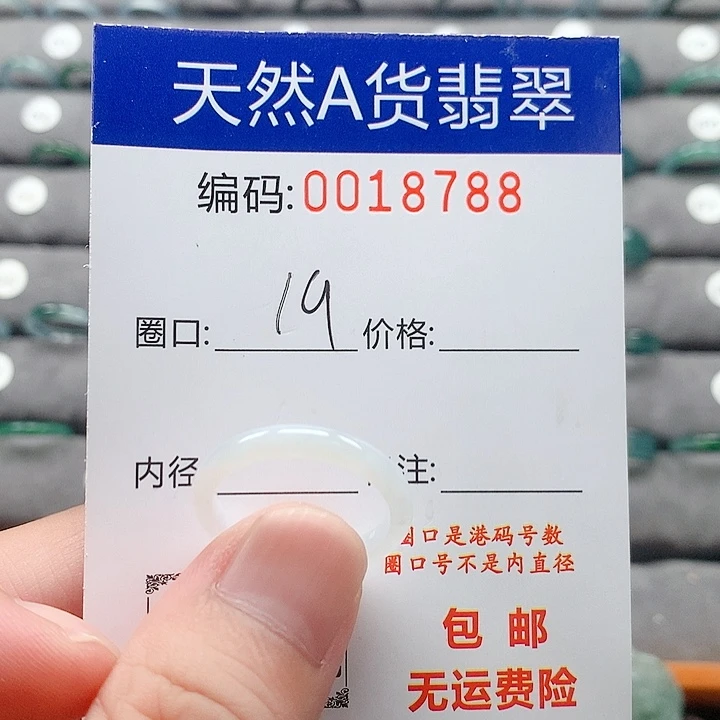 天然A货翡翠
编码:0018788
圈口: 19 价格:
内径 注:
圈口是港码号数
圈口号不是内直径
包邮
无运费险